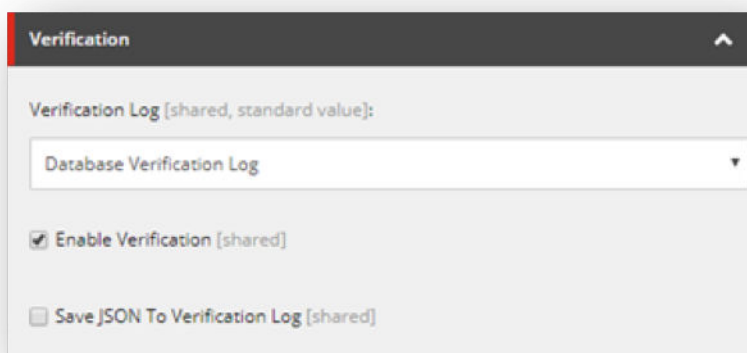 Verification
Verification Log [shared, standard value]:
Database Verification Log
Enable Verification [shared]
Save JSON To Verification Log [shared]